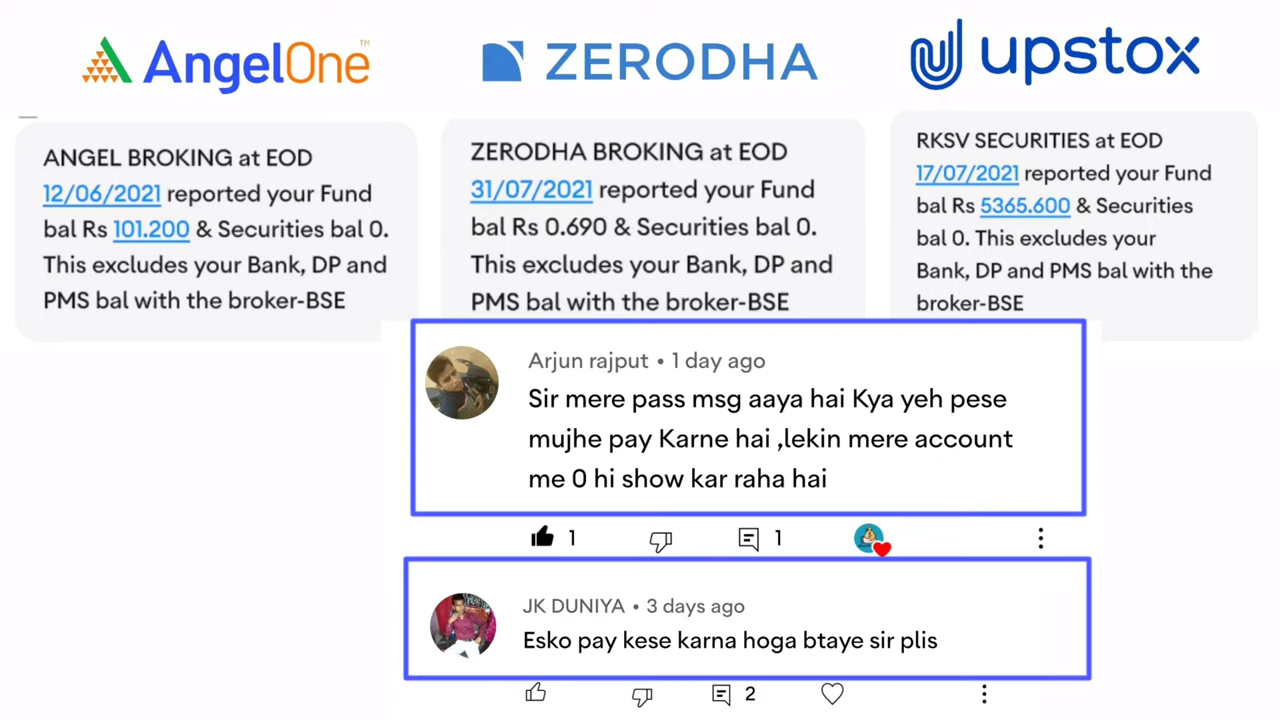 AngelOne™
ZERODHA
upstox
ANGEL BROKING at EOD
12/06/2021 reported your Fund
bal Rs 101.200 & Securities bal 0.
This excludes your Bank, DP and
PMS bal with the broker-BSE
ZERODHA BROKING at EOD
31/07/2021 reported your Fund
bal Rs 0.690 & Securities bal 0.
This excludes your Bank, DP and
PMS bal with the broker-BSE
RKSV SECURITIES at EOD
17/07/2021 reported your Fund
bal Rs 5365.600 & Securities
bal 0. This excludes your
Bank, DP and PMS bal with the
broker-BSE
Arjun rajput • 1 day ago
Sir mere pass msg aaya hai Kya yeh pese
mujhe pay Karne hai ,lekin mere account
me 0 hi show kar raha hai
1 1
JK DUNIYA • 3 days ago
Esko pay kese karna hoga btaye sir plis
2